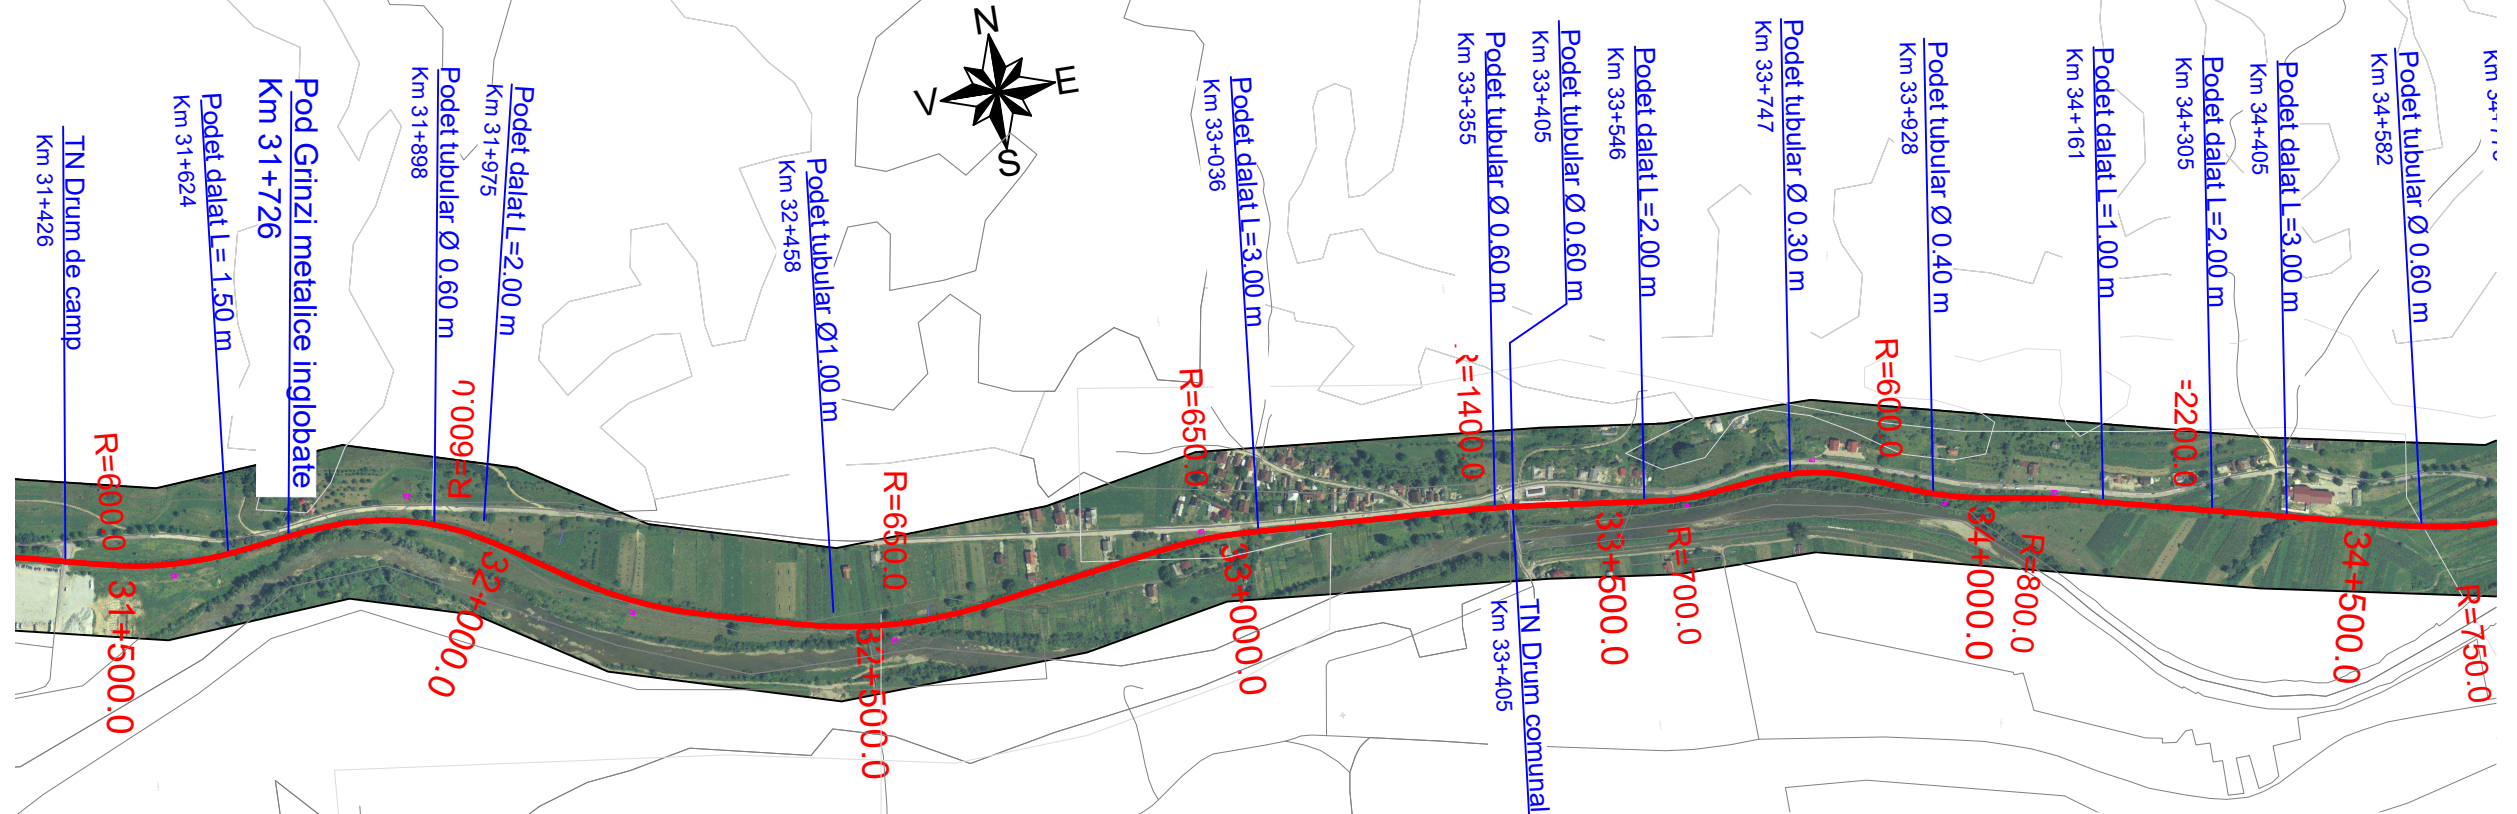 TN Drum de camp
Km 31+426
Podet dalat L= 1.50 m
Km 31+624
Pod Grinzi metalice inglobate
Km 31+726
Podet tubular Ø 0.60 m
Km 31+898
Podet dalat L=2.00 m
Km 31+975
Podet tubular Ø1.00 m
Km 32+458
N
E
S
V
Podet dalat L=3.00 m
Km 33+036
Podet tubular Ø 0.60 m
Km 33+355
Podet tubular Ø 0.60 m
Km 33+405
Podet dalat L=2.00 m
Km 33+546
Podet tubular Ø 0.30 m
Km 33+747
Podet tubular Ø 0.40 m
Km 33+928
Podet dalat L=1.00 m
Km 34+161
Podet dalat L=2.00 m
Km 34+305
Podet dalat L=3.00 m
Km 34+405
Podet tubular Ø 0.60 m
Km 34+582
R=600.0
R=600.0
R=650.0
R=650.0
R=1400.0
R=600.0
=2200.0
31+500.0
32+000.0
32+500.0
33+000.0
TN Drum comunal
Km 33+405
33+500.0
R=700.0
34+000.0
R=800.0
34+500.0
R=750.0